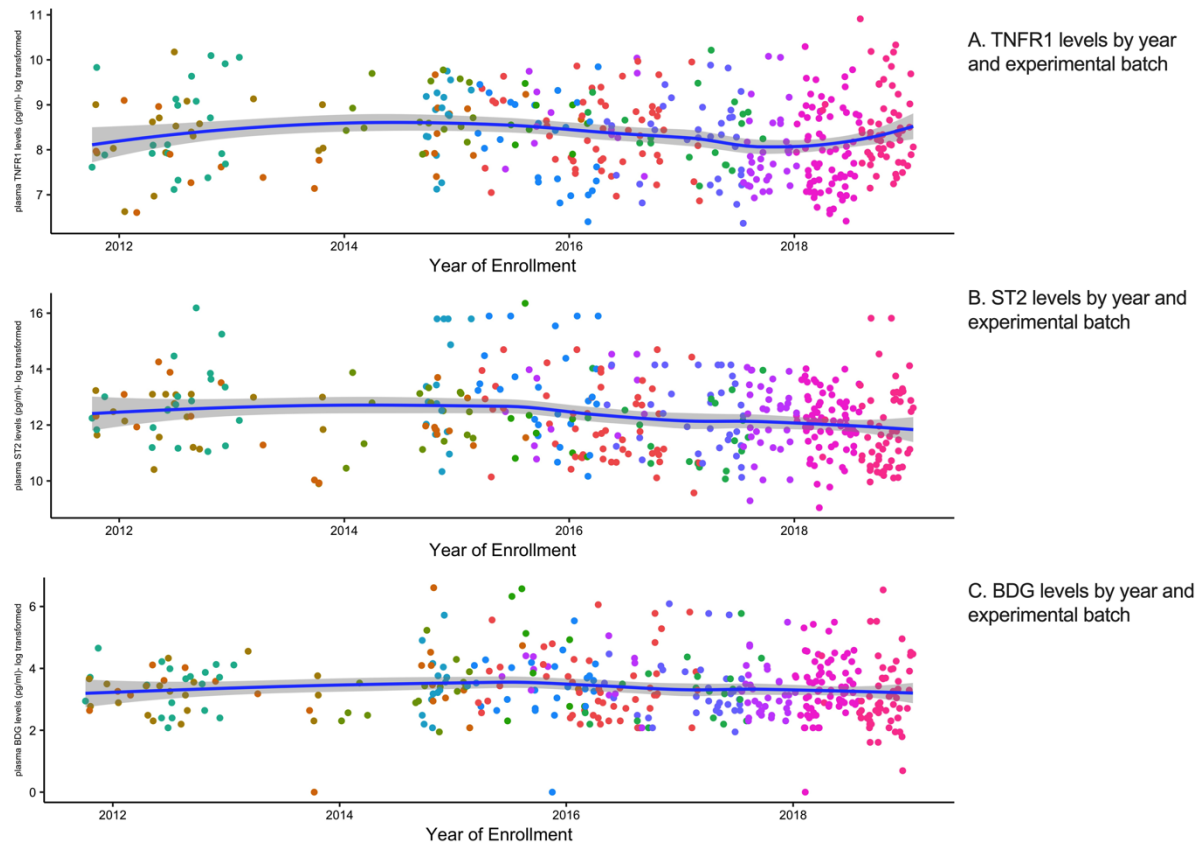 A. TNFR1 levels by year
and experimental batch
plasma TNFR1 levels (pg/ml)- log transformed
11
10
9
8
7
2012 2014 2016 2018
Year of Enrollment
B. ST2 levels by year and
experimental batch
plasma ST2 levels (pg/ml)- log transformed
16
14
12
10
2012 2014 2016 2018
Year of Enrollment
C. BDG levels by year and
experimental batch
plasma BDG levels (pg/ml)- log transformed
6
4
2
0
2012 2014 2016 2018
Year of Enrollment